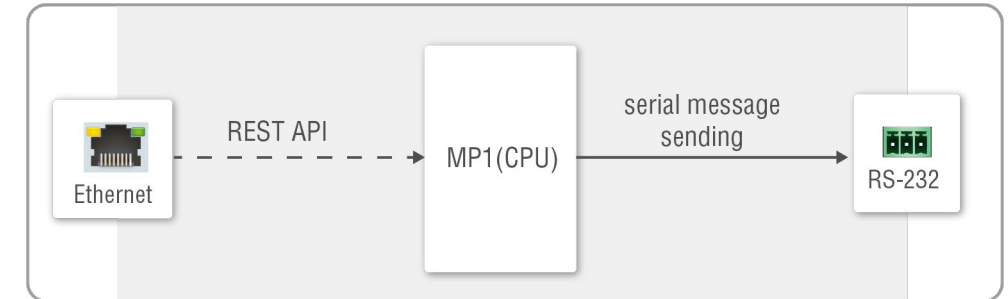 REST API
serial message
sending
MP1(CPU)
Ethernet
RS-232